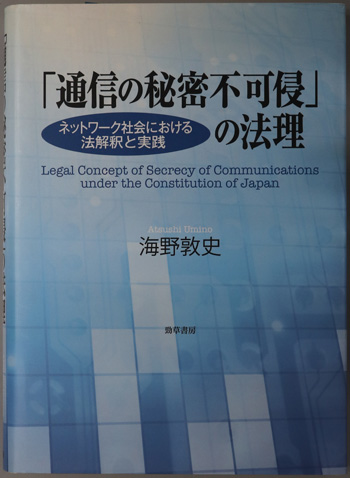 「通信の秘密不可侵」
の法理
ネットワーク社会における
法解釈と実践
Legal Concept of Secrecy of Communications
under the Constitution of Japan
Atsushi Umino
海野敦史
勁草書房